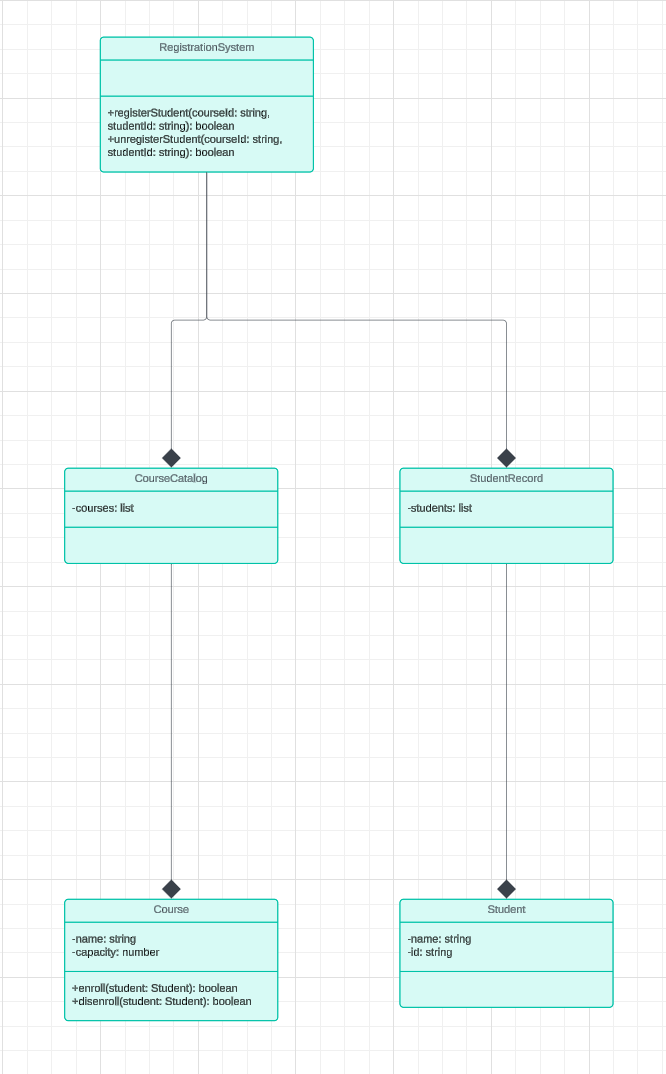 RegistrationSystem
+registerStudent(courseId: string,
studentId: string): boolean
+unregisterStudent(courseId: string,
studentId: string): boolean
CourseCatalog
-courses: list
StudentRecord
-students: list
Course
-name: string
-capacity: number
+enroll(student: Student): boolean
+disenroll(student: Student): boolean
Student
-name: string
-id: string